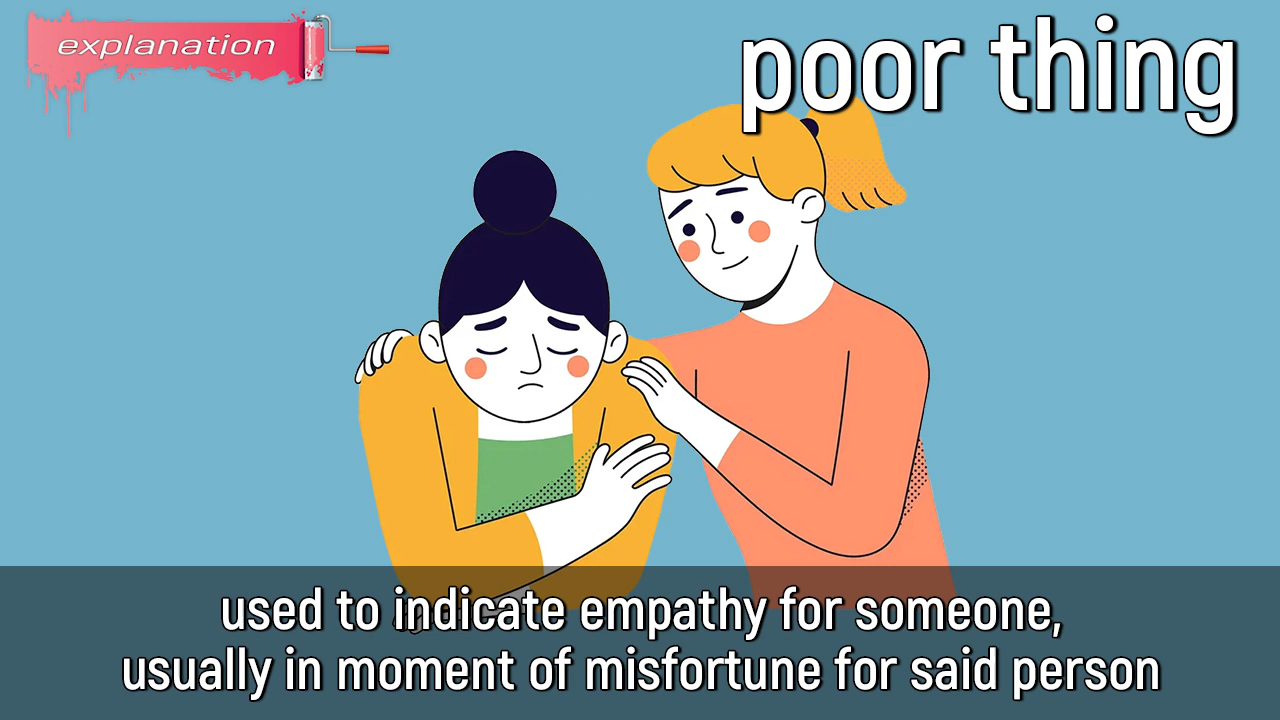 explanation
poor thing
used to indicate empathy for someone,
usually in moment of misfortune for said person